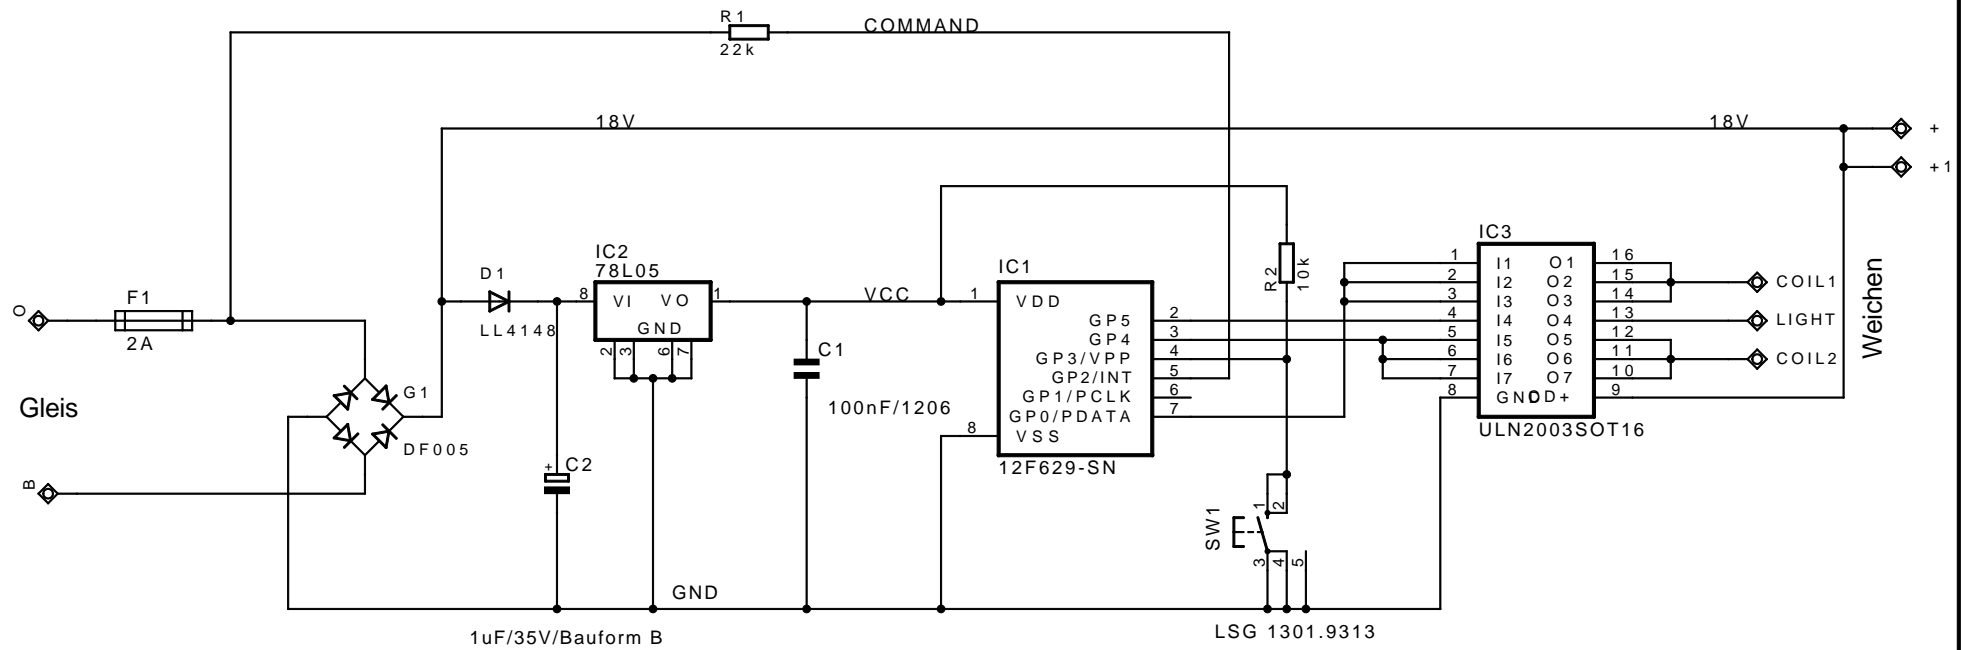 R1
22k
COMMAND
18V
18V
+
+1
IC2
78L05
D1
LL4148
8
VI
VO
1
GND
2
3
6
7
VCC
O
F1
2A
Gleis
G1
DF005
B
+
C2
1uF/35V/Bauform B
GND
C1
100nF/1206
IC1
1
VDD
GP5
2
GP4
3
GP3/VPP
4
GP2/INT
5
GP1/PCLK
6
GP0/PDATA
7
8
VSS
12F629-SN
R2
10k
SW1
1
2
3
4
5
LSG 1301.9313
IC3
1
I1
O1
16
2
I2
O2
15
3
I3
O3
14
4
I4
O4
13
5
I5
O5
12
6
I6
O6
11
7
I7
O7
10
8
GND
CD+
9
ULN2003SOT16
COIL1
LIGHT
COIL2
Weichen